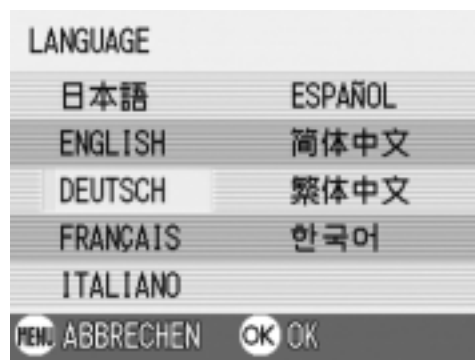 LANGUAGE
日本語 ESPAÑOL
ENGLISH 简体中文
DEUTSCH 繁体中文
FRANÇAIS 한국어
ITALIANO
MENU ABBRECHEN OK OK